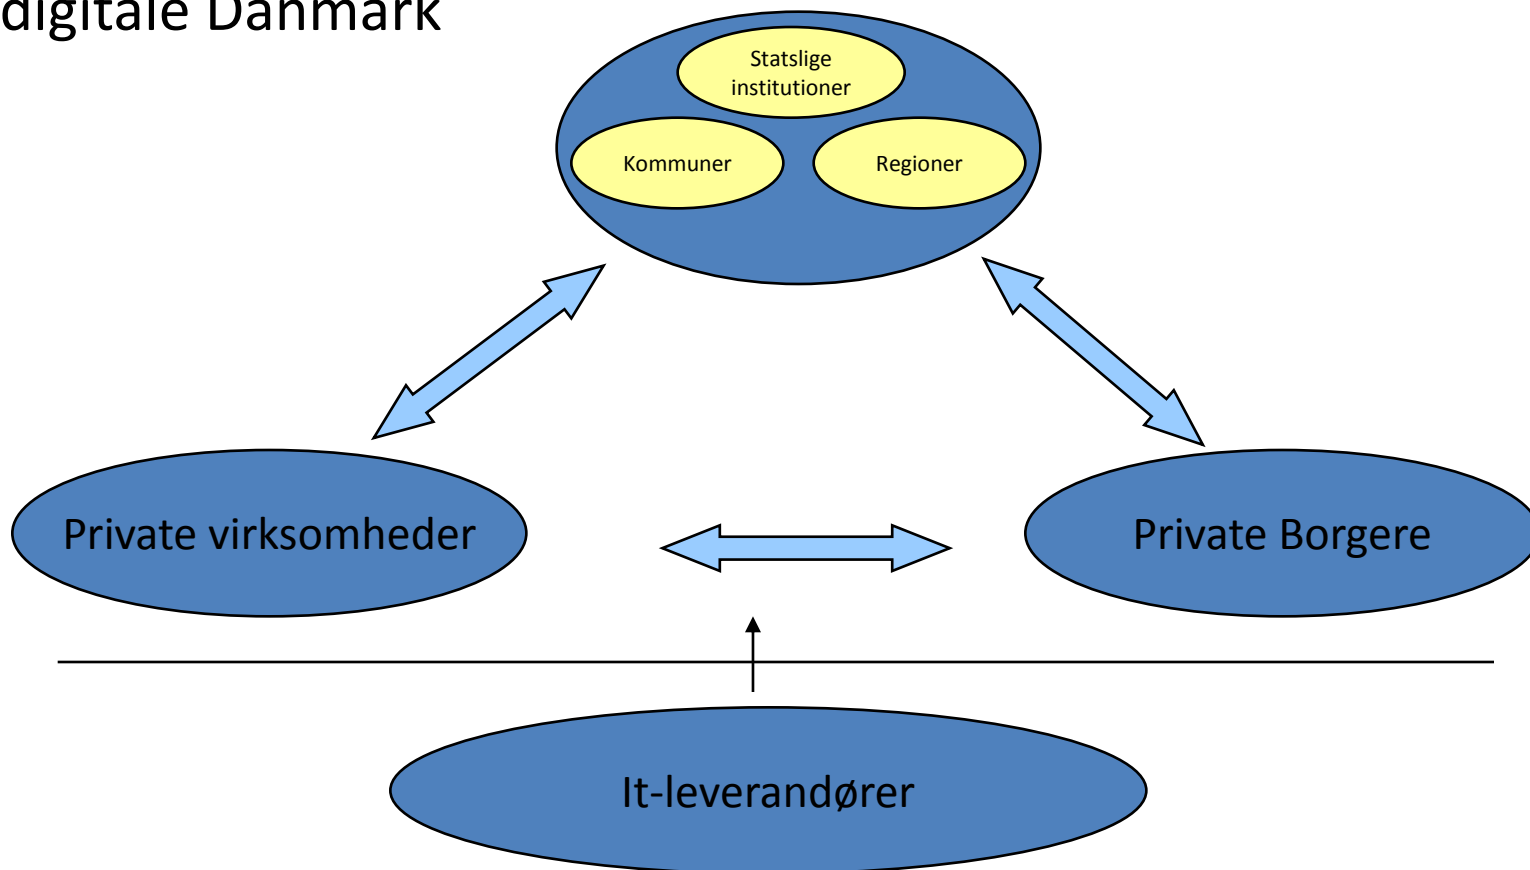 digitale Danmark
Statslige
institutioner
Kommuner
Regioner
Private virksomheder
Private Borgere
It-leverandører